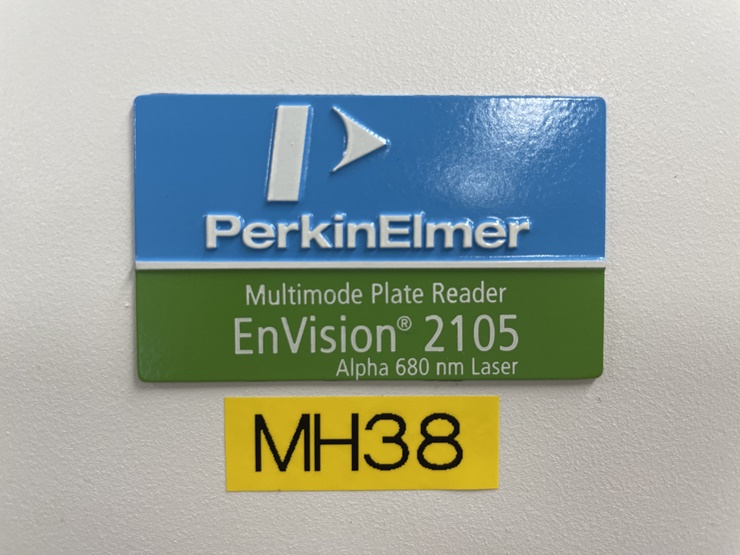 PerkinElmer
Multimode Plate Reader
EnVision® 2105
Alpha 680 nm Laser
MH38